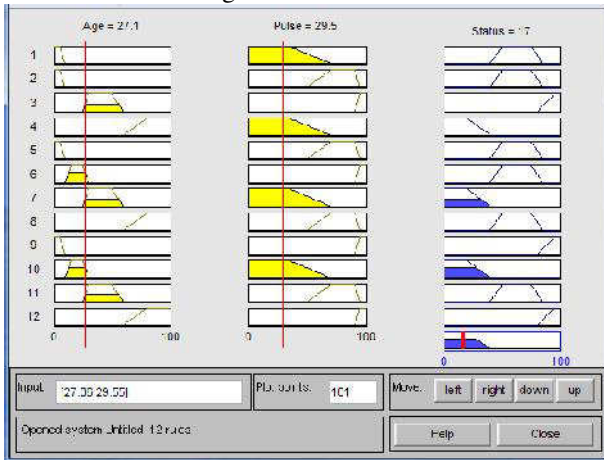 Age = 27.1
Pulse = 29.5
Status = 17
1
2
3
4
5
6
7
8
9
10
11
12
0 100
0 100
0 100
Input:
[27.06 29.55]
Plot points:
101
Move:
left right down up
Opened system Untitled 12 rules
Help Close